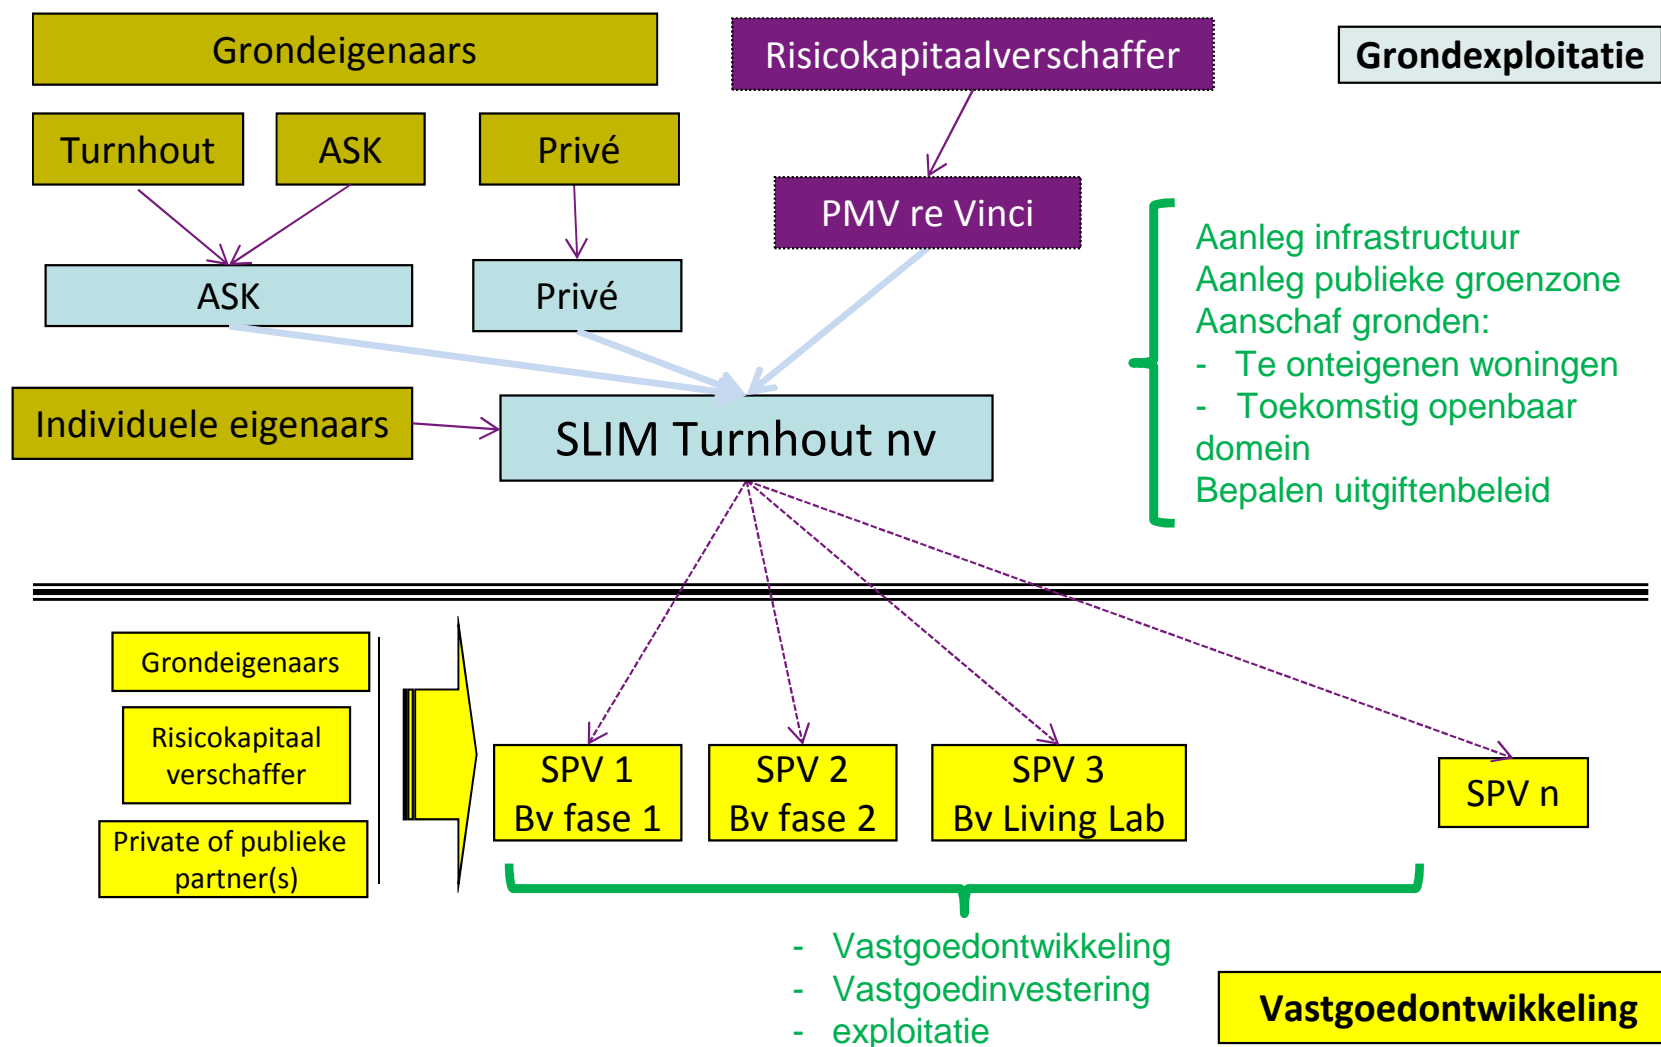 Grondeigenaars
Risicokapitaalverschaffer
Grondexploitatie
Turnhout
ASK
Privé
PMV re Vinci
ASK
Privé
Aanleg infrastructuur
Aanleg publieke groenzone
Aanschaf gronden:
- Te onteigenen woningen
- Toekomstig openbaar
domein
Bepalen uitgiftenbeleid
Individuele eigenaars
SLIM Turnhout nv
Grondeigenaars
Risicokapitaal
verschaffer
Private of publieke
partner(s)
SPV 1
Bv fase 1
SPV 2
Bv fase 2
SPV 3
Bv Living Lab
SPV n
- Vastgoedontwikkeling
- Vastgoedinvestering
- exploitatie
Vastgoedontwikkeling